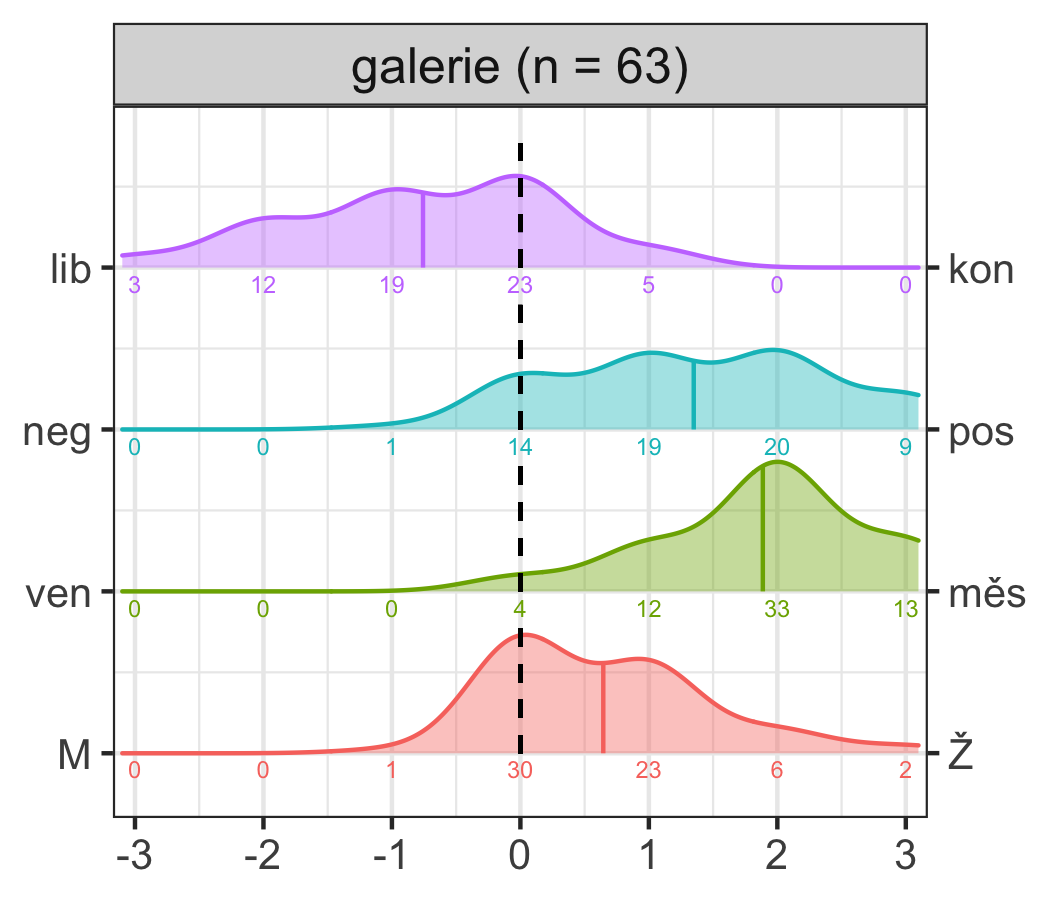 galerie (n = 63)
lib kon
3 12 19 23 5 0 0
neg pos
0 0 1 14 19 20 9
ven měs
0 0 0 4 12 33 13
M Ž
0 0 1 30 23 6 2
-3 -2 -1 0 1 2 3